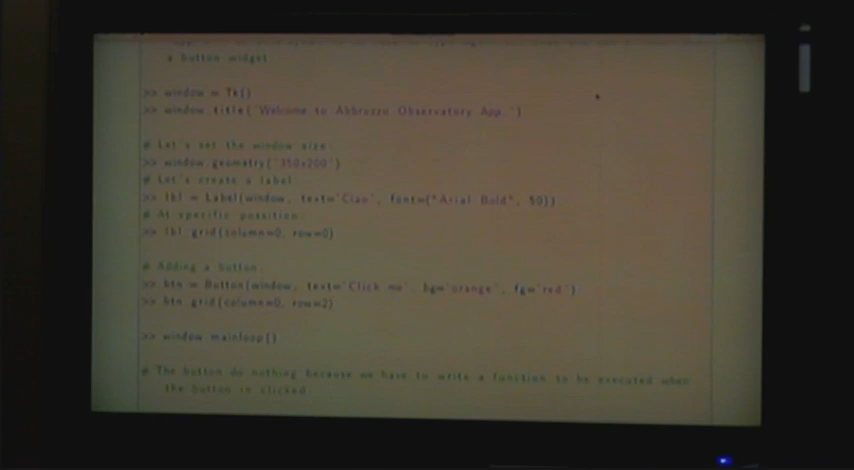 a button widget
>> window = Tk()
>> window.title("Welcome to Abbruzzo Observatory App.")
# Let's set the window size:
>> window.geometry('350x200')
# Let's create a label:
>> lbl = Label(window, text="Ciao", font=("Arial Bold", 50))
# At specific possition:
>> lbl.grid(column=0, row=0)
# Adding a button:
>> btn = Button(window, text="Click me", bg="orange", fg="red")
>> btn.grid(column=0, row=2)
>> window.mainloop()
# The button do nothing because we have to write a function to be executed when
the button is clicked.